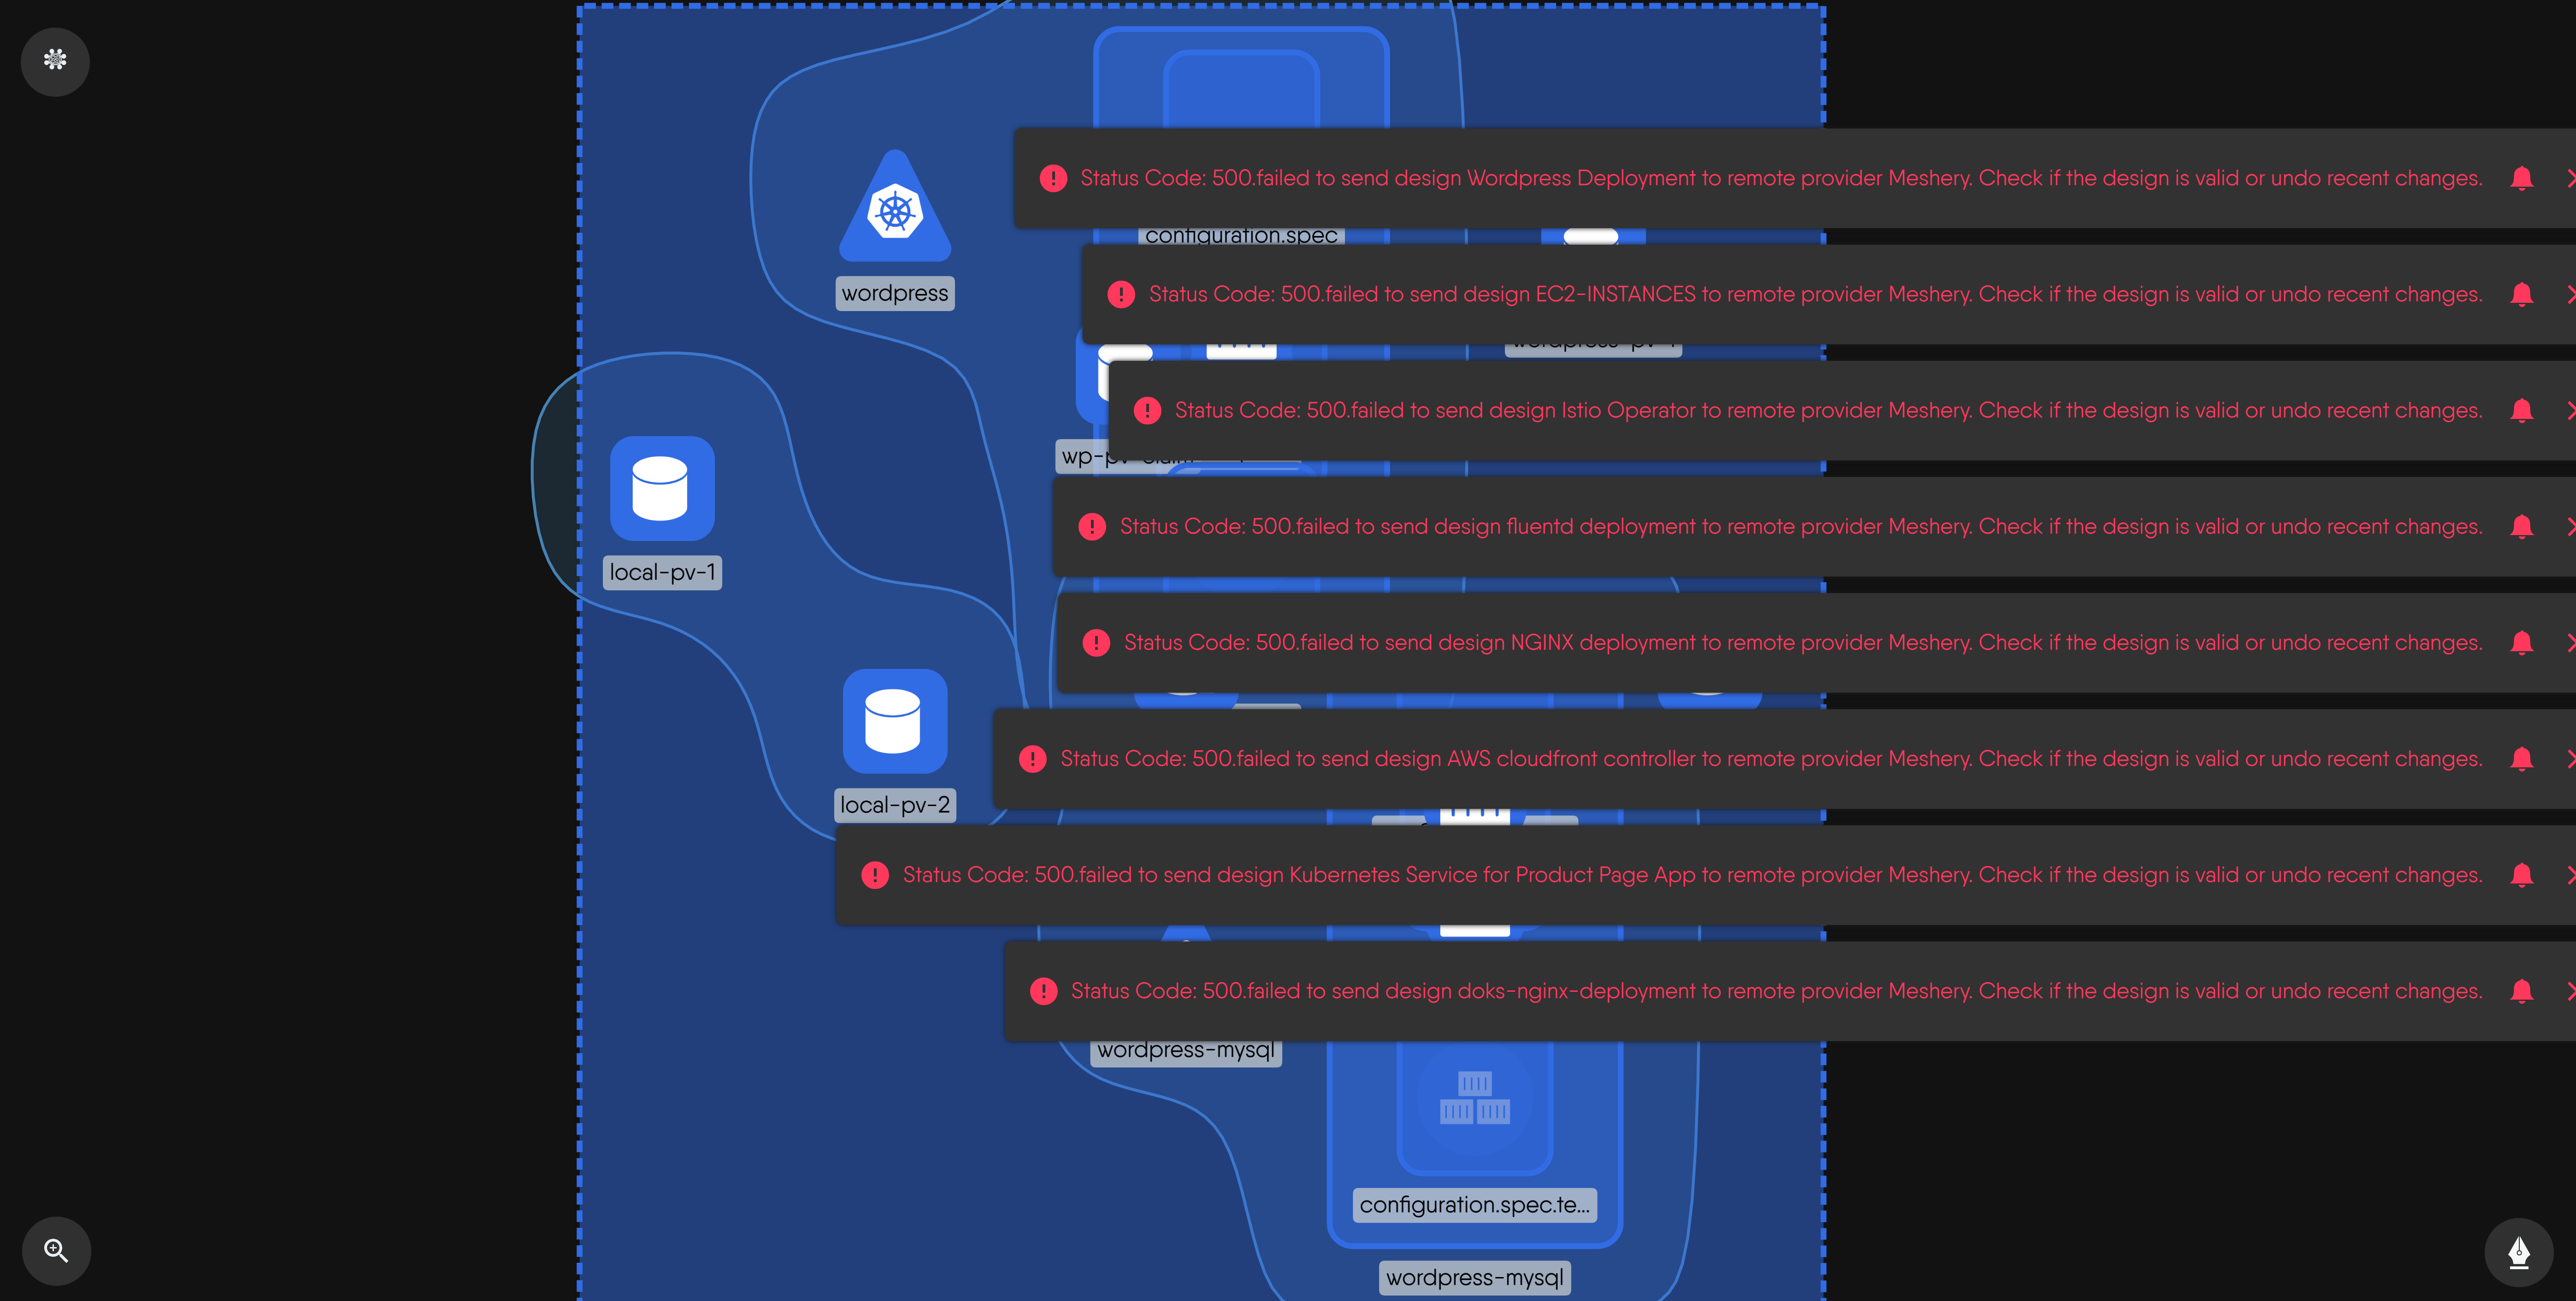 Status Code: 500.failed to send design Wordpress Deployment to remote provider Meshery. Check if the design is valid or undo recent changes.
configuration.spec
wordpress
Status Code: 500.failed to send design EC2-INSTANCES to remote provider Meshery. Check if the design is valid or undo recent changes.
Status Code: 500.failed to send design Istio Operator to remote provider Meshery. Check if the design is valid or undo recent changes.
Status Code: 500.failed to send design fluentd deployment to remote provider Meshery. Check if the design is valid or undo recent changes.
local-pv-1
Status Code: 500.failed to send design NGINX deployment to remote provider Meshery. Check if the design is valid or undo recent changes.
Status Code: 500.failed to send design AWS cloudfront controller to remote provider Meshery. Check if the design is valid or undo recent changes.
local-pv-2
Status Code: 500.failed to send design Kubernetes Service for Product Page App to remote provider Meshery. Check if the design is valid or undo recent changes.
Status Code: 500.failed to send design doks-nginx-deployment to remote provider Meshery. Check if the design is valid or undo recent changes.
wordpress-mysql
configuration.spec.te...
wordpress-mysql